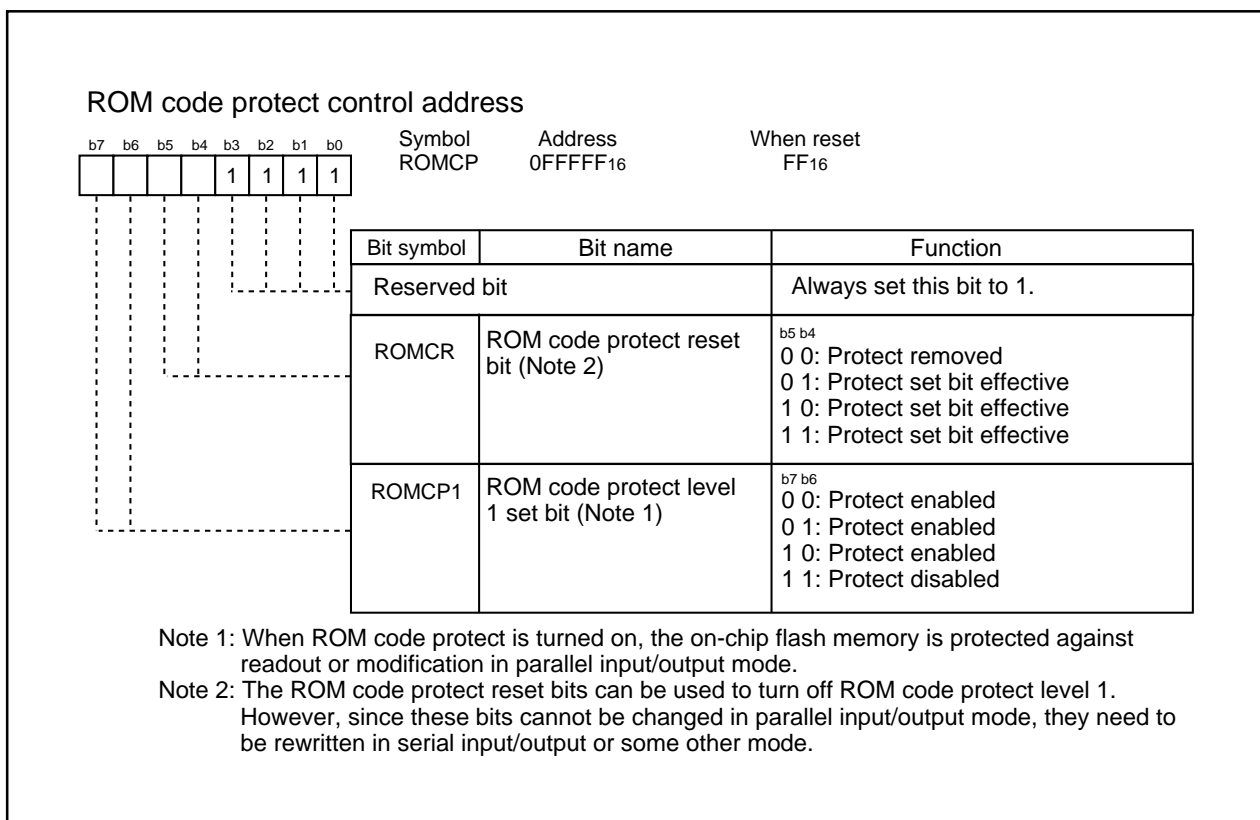 ROM code protect control address
Symbol Address When reset
b7 b6 b5 b4 b3 b2 b1 b0
ROMCP 0FFFFF16 FF16
1 1 1 1
Bit symbol Bit name Function
Reserved bit Always set this bit to 1.
ROMCR ROM code protect reset
bit (Note 2)
b5 b4
0 0: Protect removed
0 1: Protect set bit effective
1 0: Protect set bit effective
1 1: Protect set bit effective
ROMCP1 ROM code protect level
1 set bit (Note 1)
b7 b6
0 0: Protect enabled
0 1: Protect enabled
1 0: Protect enabled
1 1: Protect disabled
Note 1: When ROM code protect is turned on, the on-chip flash memory is protected against
readout or modification in parallel input/output mode.
Note 2: The ROM code protect reset bits can be used to turn off ROM code protect level 1.
However, since these bits cannot be changed in parallel input/output mode, they need to
be rewritten in serial input/output or some other mode.